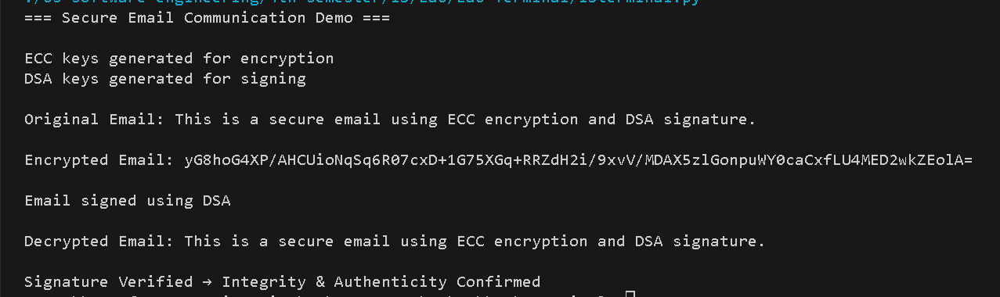 === Secure Email Communication Demo ===
ECC keys generated for encryption
DSA keys generated for signing
Original Email: This is a secure email using ECC encryption and DSA signature.
Encrypted Email: yG8hoG4XP/AHCUioNqSq6R07cxD+1G75XGq+RRZdH2i/9xvV/MDAX5zlGonpuWY0caCxfLU4MED2wkZEolA=
Email signed using DSA
Decrypted Email: This is a secure email using ECC encryption and DSA signature.
Signature Verified → Integrity & Authenticity Confirmed